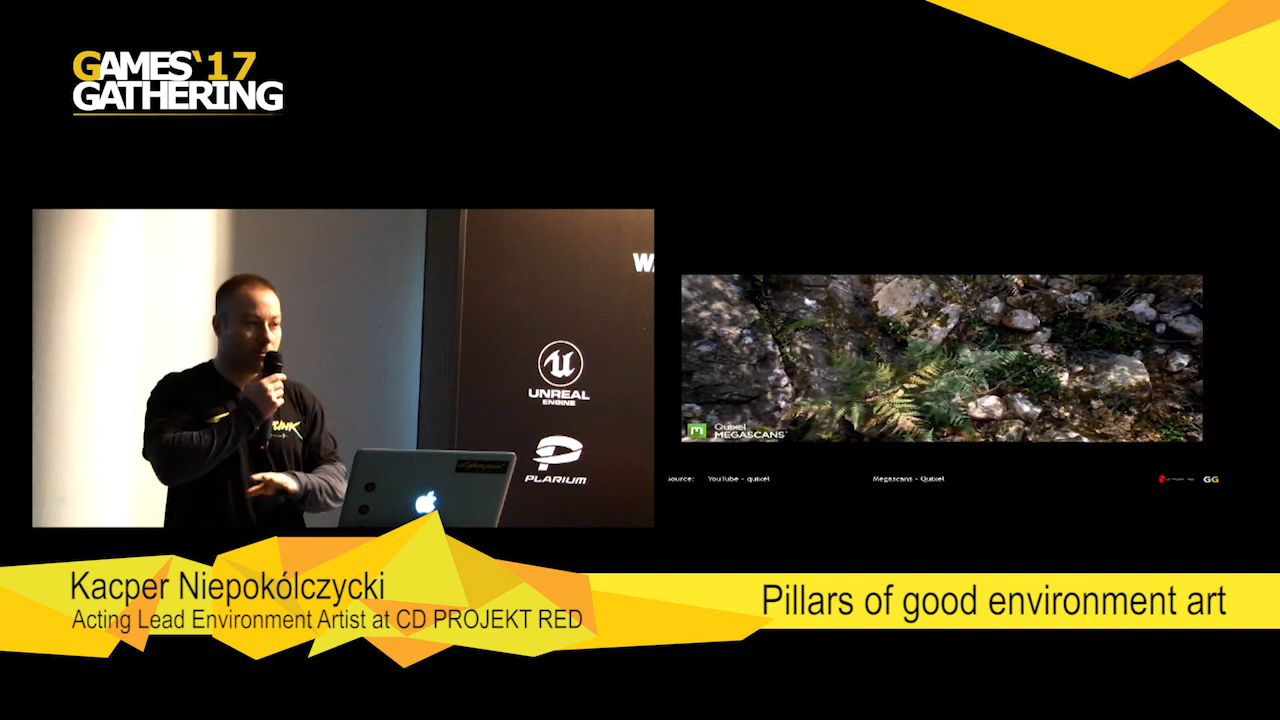 GAMES'17
GATHERING
W
UNREAL
ENGINE
PLARIUM
Quixel
MEGASCANS
source: YouTube - quixel Megascans - Quixel
GG
Kacper Niepokólczycki
Acting Lead Environment Artist at CD PROJEKT RED
Pillars of good environment art